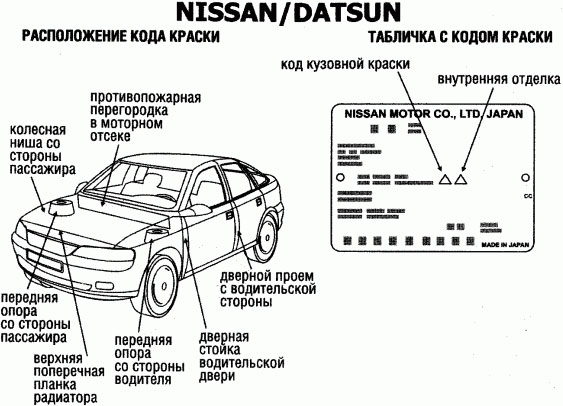 NISSAN/DATSUN
РАСПОЛОЖЕНИЕ КОДА КРАСКИ
ТАБЛИЧКА С КОДОМ КРАСКИ
код кузовной краски
внутренняя отделка
противопожарная
перегородка
в моторном
отсеке
колесная
ниша со
стороны
пассажира
NISSAN MOTOR CO., LTD. JAPAN
CC
MADE IN JAPAN
дверной проем
с водительской
стороны
передняя
опора
со стороны
пассажира
верхняя
поперечная
планка
радиатора
передняя
опора
со стороны
водителя
дверная
стойка
водительской
двери